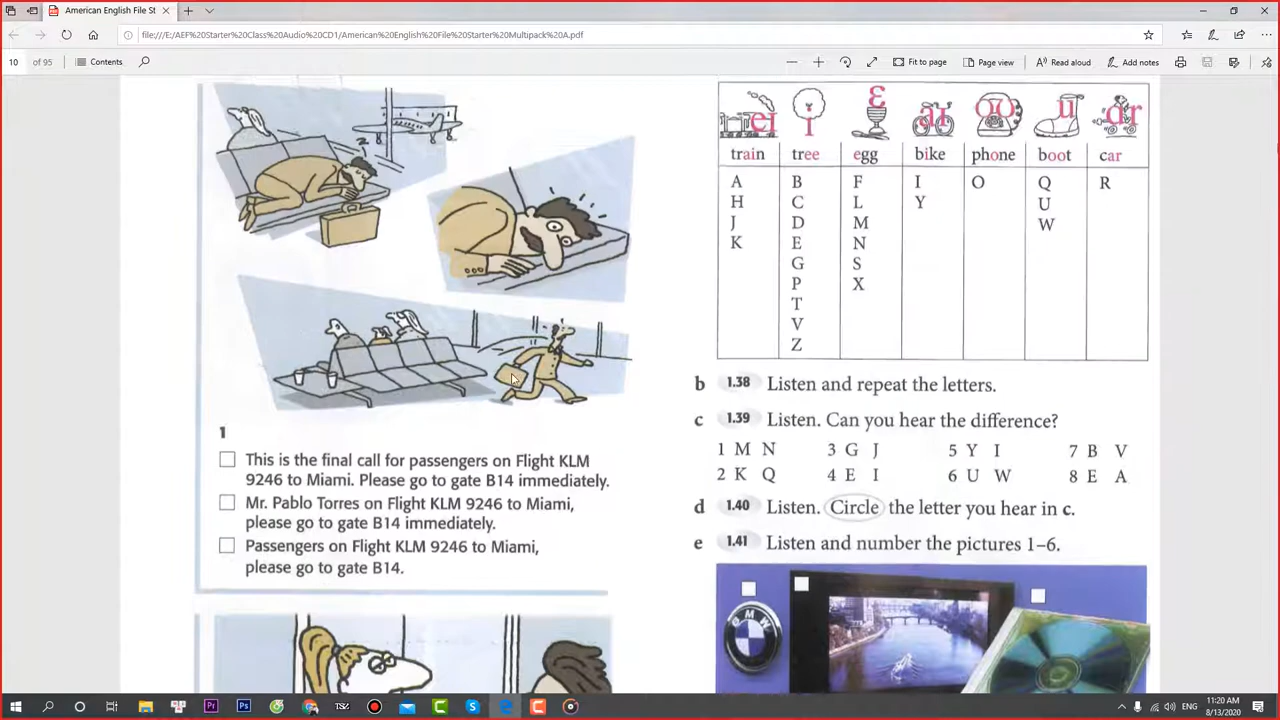 American English File St
file:///E:/AEF%20Starter%20Class%20Audio%20CD1/American%20English%20File%20Starter%20Multipack%20A.pdf
10 of 95 Contents Fit to page Page view Read aloud Add notes
z
1
This is the final call for passengers on Flight KLM
9246 to Miami. Please go to gate B14 immediately.
Mr. Pablo Torres on Flight KLM 9246 to Miami,
please go to gate B14 immediately.
Passengers on Flight KLM 9246 to Miami,
please go to gate B14.
eɪ i ɛ aɪ oʊ u ɑr
train tree egg bike phone boot car
A B F I O Q R
H C L Y U
J D M W
K E N
G S
P X
T
V
Z
b 1.38 Listen and repeat the letters.
c 1.39 Listen. Can you hear the difference?
1 M N 3 G J 5 Y I 7 B V
2 K Q 4 E I 6 U W 8 E A
d 1.40 Listen. Circle the letter you hear in c.
e 1.41 Listen and number the pictures 1–6.
BMW
11:20 AM
8/13/2020